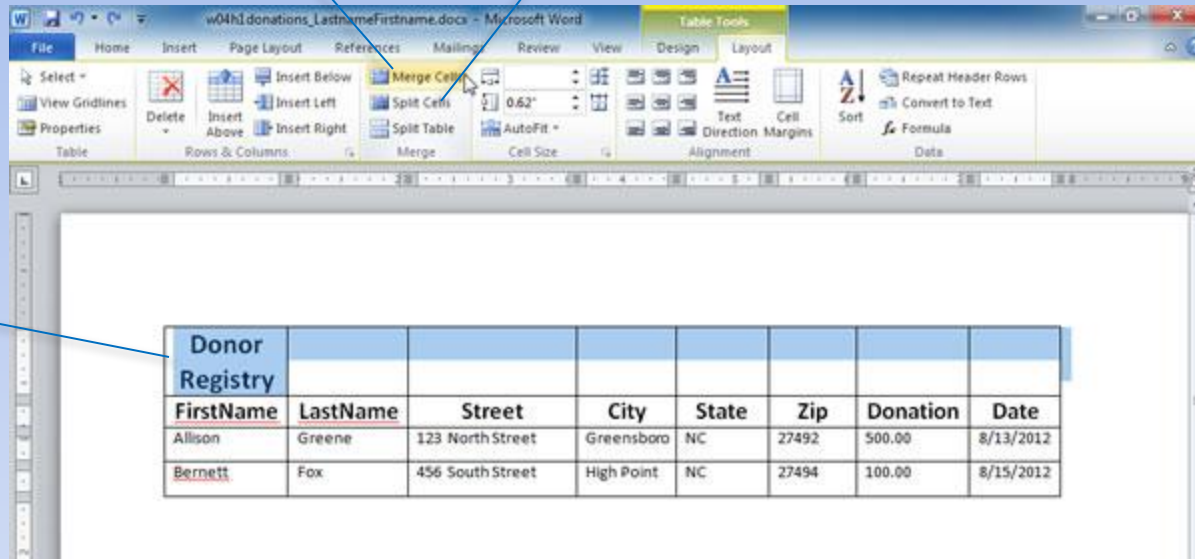 w04h1donations_LastnameFirstname.docx - Microsoft Word Table Tools
File Home Insert Page Layout References Mailings Review View Design Layout
Select
View Gridlines
Properties
Table
Delete
Insert Above
Insert Below
Insert Left
Insert Right
Rows & Columns
Merge Cells
Split Cells
Split Table
Merge
0.62"
AutoFit
Cell Size
Text Direction
Cell Margins
Alignment
Sort
Repeat Header Rows
Convert to Text
Formula
Data
Donor
Registry
FirstName LastName Street City State Zip Donation Date
Allison Greene 123 North Street Greensboro NC 27492 500.00 8/13/2012
Bernett Fox 456 South Street High Point NC 27494 100.00 8/15/2012